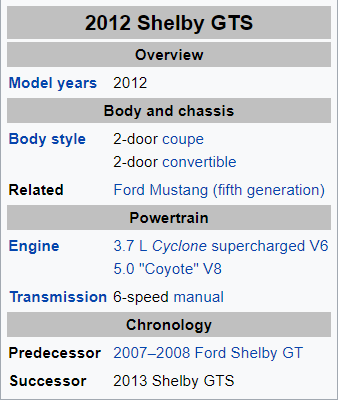 2012 Shelby GTS
Overview
Model years 2012
Body and chassis
Body style 2-door coupe
2-door convertible
Related Ford Mustang (fifth generation)
Powertrain
Engine 3.7 L Cyclone supercharged V6
5.0 "Coyote" V8
Transmission 6-speed manual
Chronology
Predecessor 2007–2008 Ford Shelby GT
Successor 2013 Shelby GTS